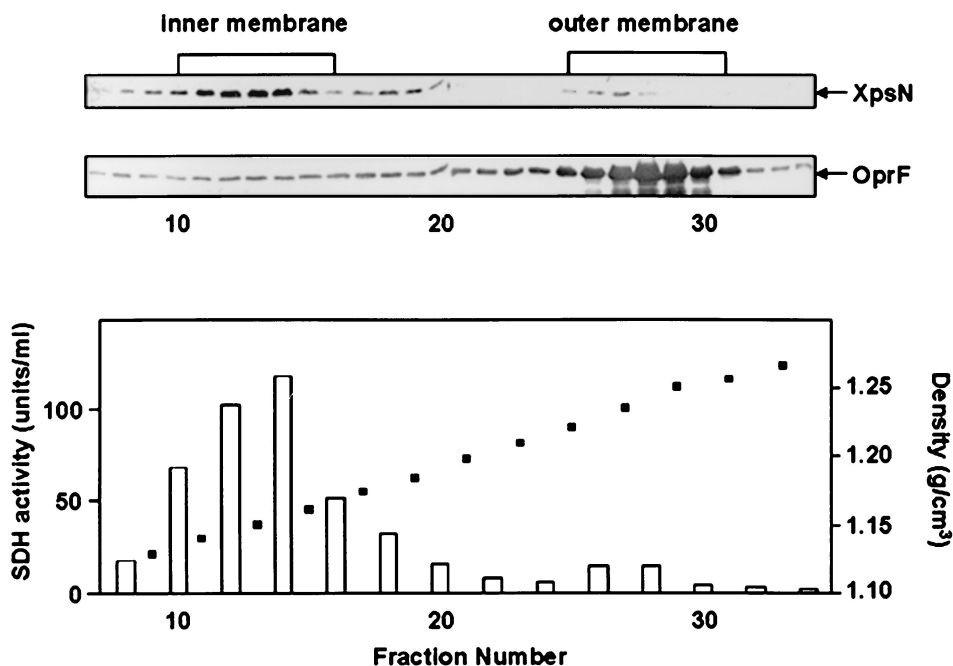 inner membrane outer membrane
XpsN
OprF
10 20 30
SDH activity (units/ml)
100
50
0
1.25
1.20
1.15
1.10
Density (g/cm³)
10 20 30
Fraction Number